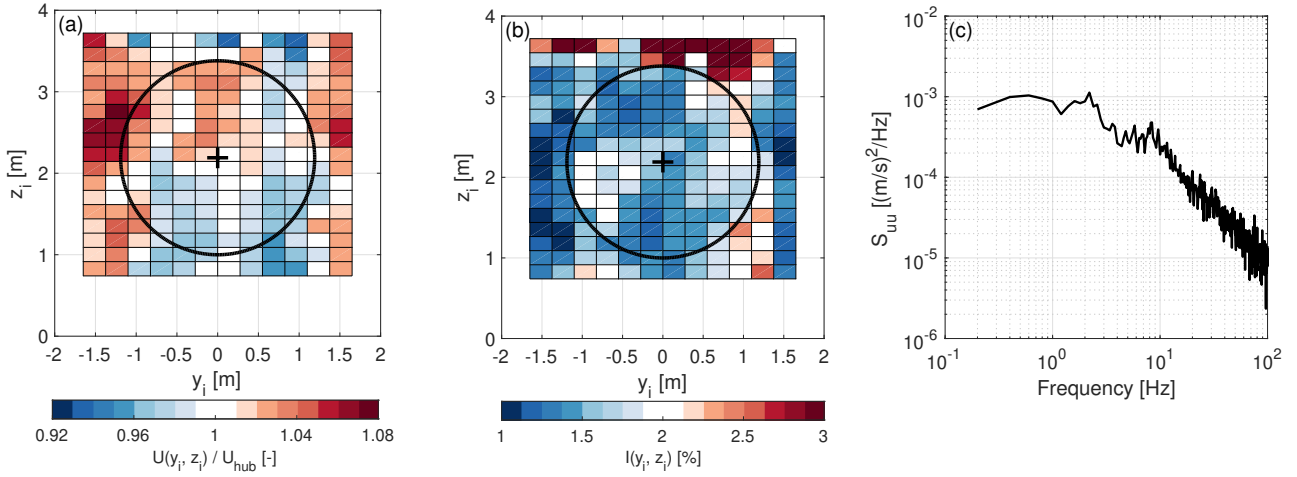 (a)
4
3
2
1
0
z_i [m]
-2 -1.5 -1 -0.5 0 0.5 1 1.5 2
y_i [m]
0.92 0.96 1 1.04 1.08
U(y_i, z_i) / U_hub [-]
(b)
4
3
2
1
0
z_i [m]
-2 -1.5 -1 -0.5 0 0.5 1 1.5 2
y_i [m]
1 1.5 2 2.5 3
I(y_i, z_i) [%]
(c)
10^-2
10^-3
10^-4
10^-5
10^-6
S_uu [(m/s)^2/Hz]
10^-1 10^0 10^1 10^2
Frequency [Hz]